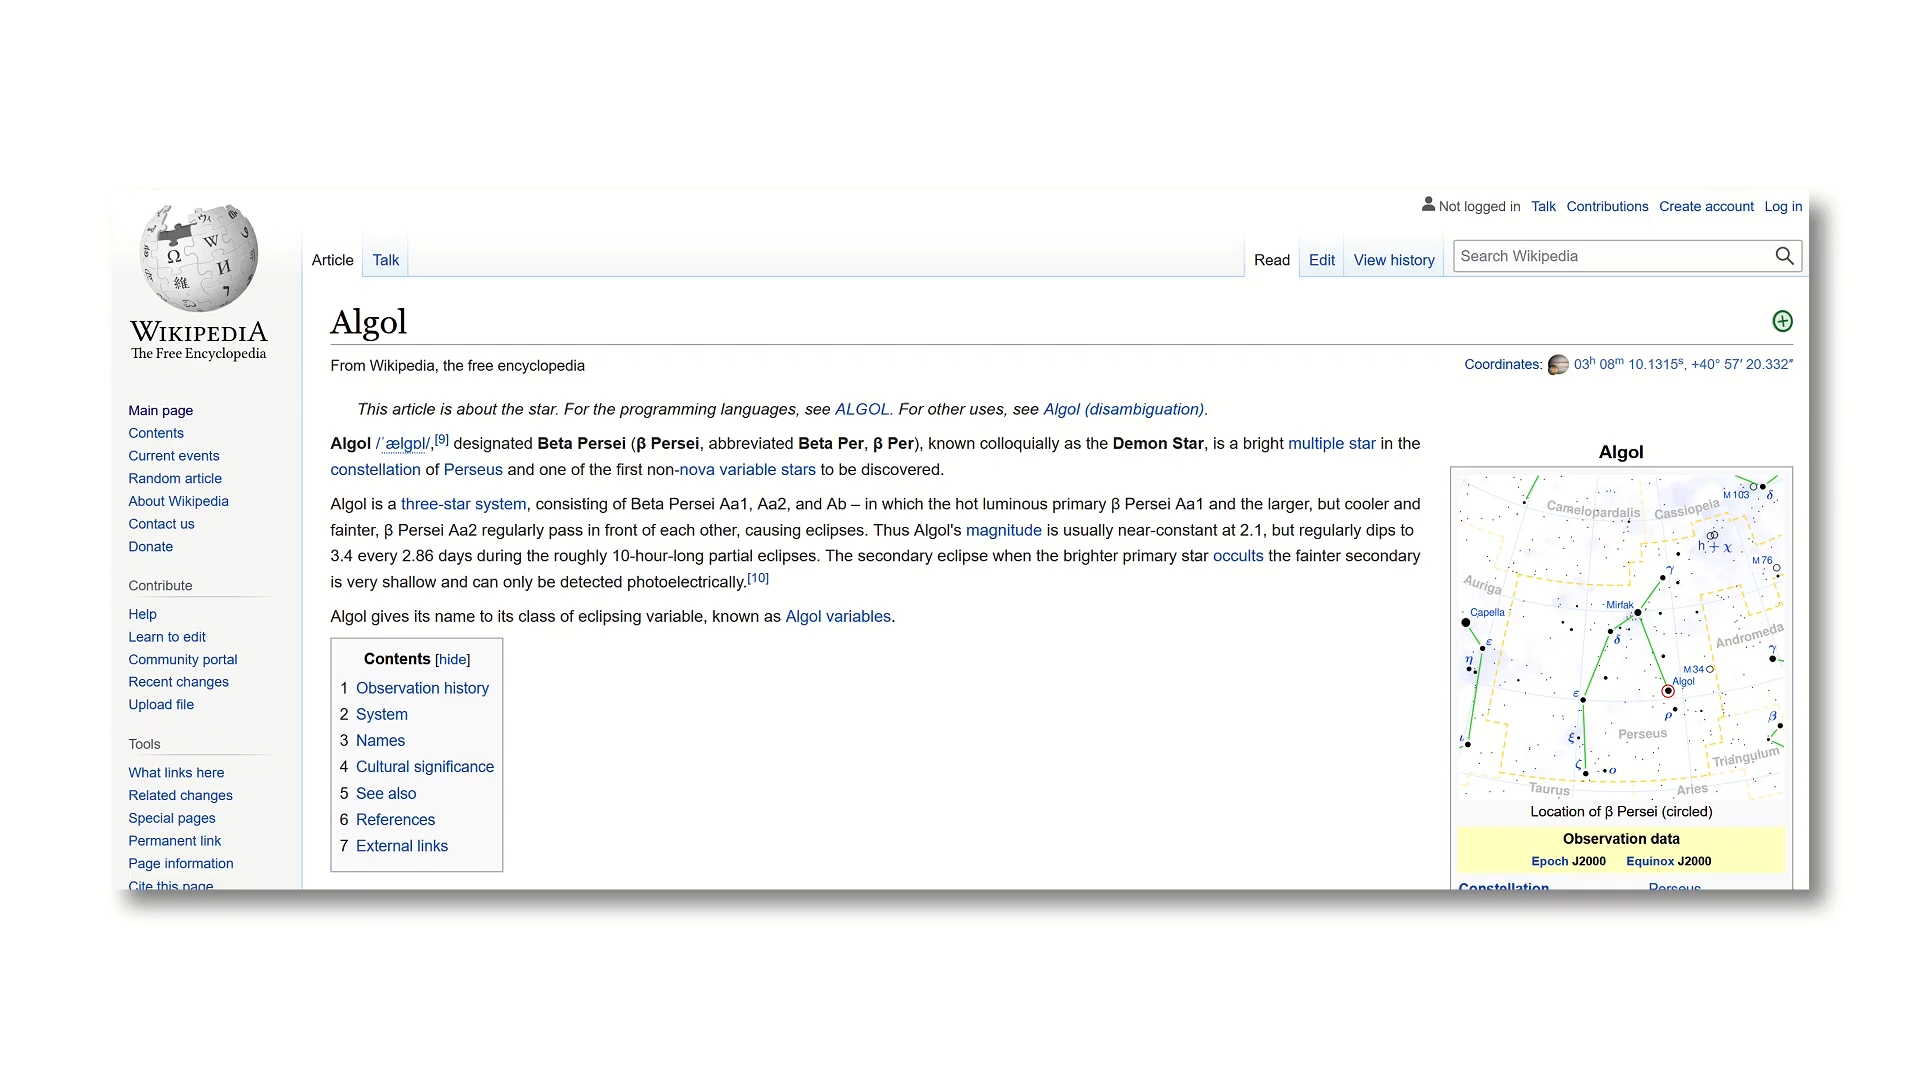 Not logged in Talk Contributions Create account Log in
Article Talk Read Edit View history Search Wikipedia
WIKIPEDIA
The Free Encyclopedia
Main page
Contents
Current events
Random article
About Wikipedia
Contact us
Donate
Contribute
Help
Learn to edit
Community portal
Recent changes
Upload file
Tools
What links here
Related changes
Special pages
Permanent link
Page information
Cite this page
Algol
From Wikipedia, the free encyclopedia
Coordinates: 03h 08m 10.1315s, +40° 57′ 20.332″
This article is about the star. For the programming languages, see ALGOL. For other uses, see Algol (disambiguation).
Algol /ˈælɡɒl/,[9] designated Beta Persei (β Persei, abbreviated Beta Per, β Per), known colloquially as the Demon Star, is a bright multiple star in the
constellation of Perseus and one of the first non-nova variable stars to be discovered.
Algol is a three-star system, consisting of Beta Persei Aa1, Aa2, and Ab – in which the hot luminous primary β Persei Aa1 and the larger, but cooler and
fainter, β Persei Aa2 regularly pass in front of each other, causing eclipses. Thus Algol's magnitude is usually near-constant at 2.1, but regularly dips to
3.4 every 2.86 days during the roughly 10-hour-long partial eclipses. The secondary eclipse when the brighter primary star occults the fainter secondary
is very shallow and can only be detected photoelectrically.[10]
Algol gives its name to its class of eclipsing variable, known as Algol variables.
Contents [hide]
1 Observation history
2 System
3 Names
4 Cultural significance
5 See also
6 References
7 External links
Algol
M 103 δ
Camelopardalis Cassiopeia
h + χ
M 76
γ
Auriga
Mirfak
Capella
δ
Andromeda
ε
γ
η
M 34
Algol
ε
ρ
β
Perseus
ξ
ι
Triangulum
ζ
ο
Taurus Aries
Location of β Persei (circled)
Observation data
Epoch J2000 Equinox J2000
Constellation Perseus